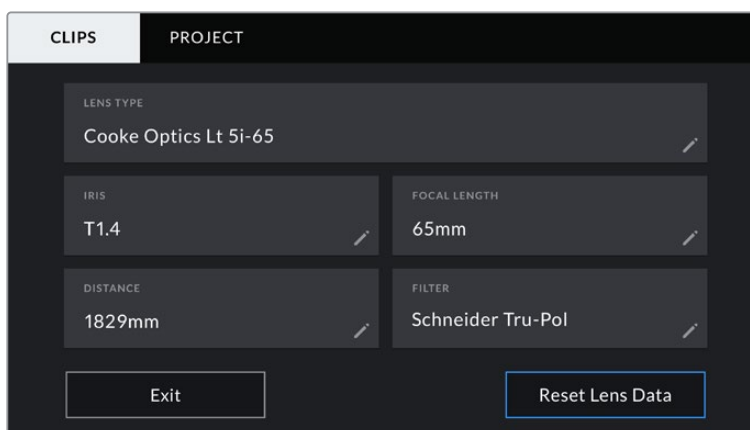 CLIPS PROJECT
LENS TYPE
Cooke Optics Lt 5i-65
IRIS
T1.4
FOCAL LENGTH
65mm
DISTANCE
1829mm
FILTER
Schneider Tru-Pol
Exit Reset Lens Data